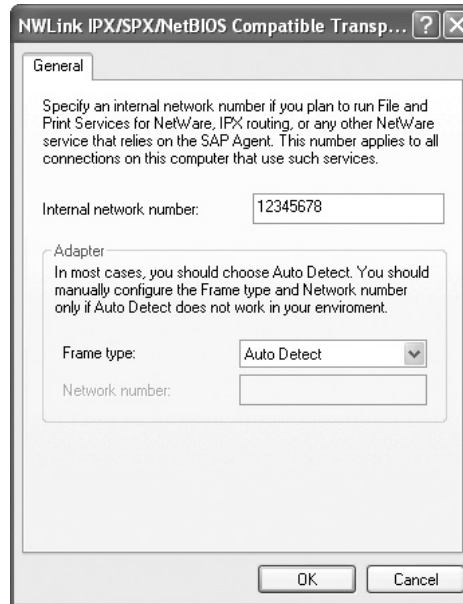 NWLink IPX/SPX/NetBIOS Compatible Transp...
General
Specify an internal network number if you plan to run File and
Print Services for NetWare, IPX routing, or any other NetWare
service that relies on the SAP Agent. This number applies to all
connections on this computer that use such services.
Internal network number: 12345678
Adapter
In most cases, you should choose Auto Detect. You should
manually configure the Frame type and Network number
only if Auto Detect does not work in your enviroment.
Frame type: Auto Detect
Network number:
OK Cancel